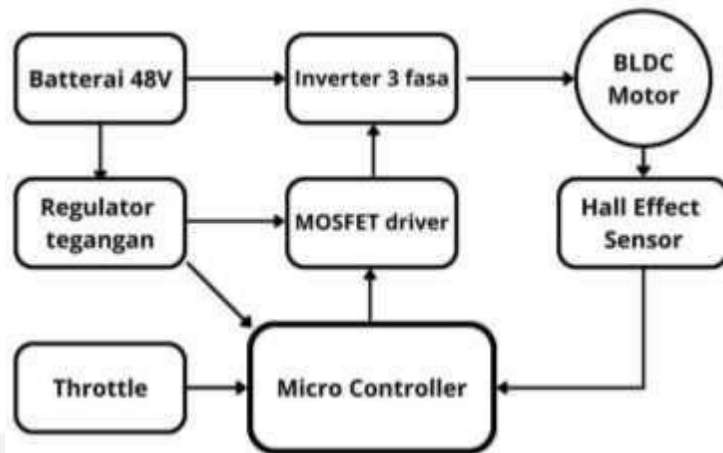 Batterai 48V
Inverter 3 fasa
BLDC
Motor
Regulator
tegangan
MOSFET driver
Hall Effect
Sensor
Throttle
Micro Controller